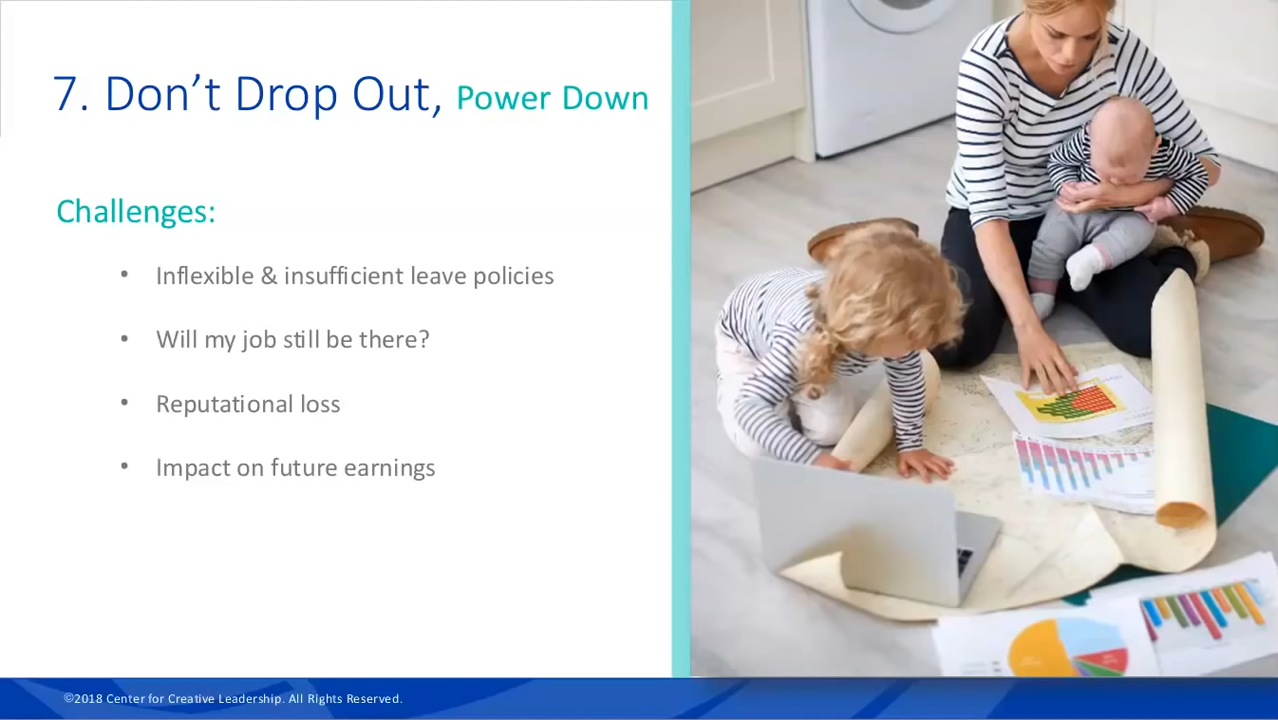 7. Don’t Drop Out, Power Down
Challenges:
• Inflexible & insufficient leave policies
• Will my job still be there?
• Reputational loss
• Impact on future earnings
©2018 Center for Creative Leadership. All Rights Reserved.